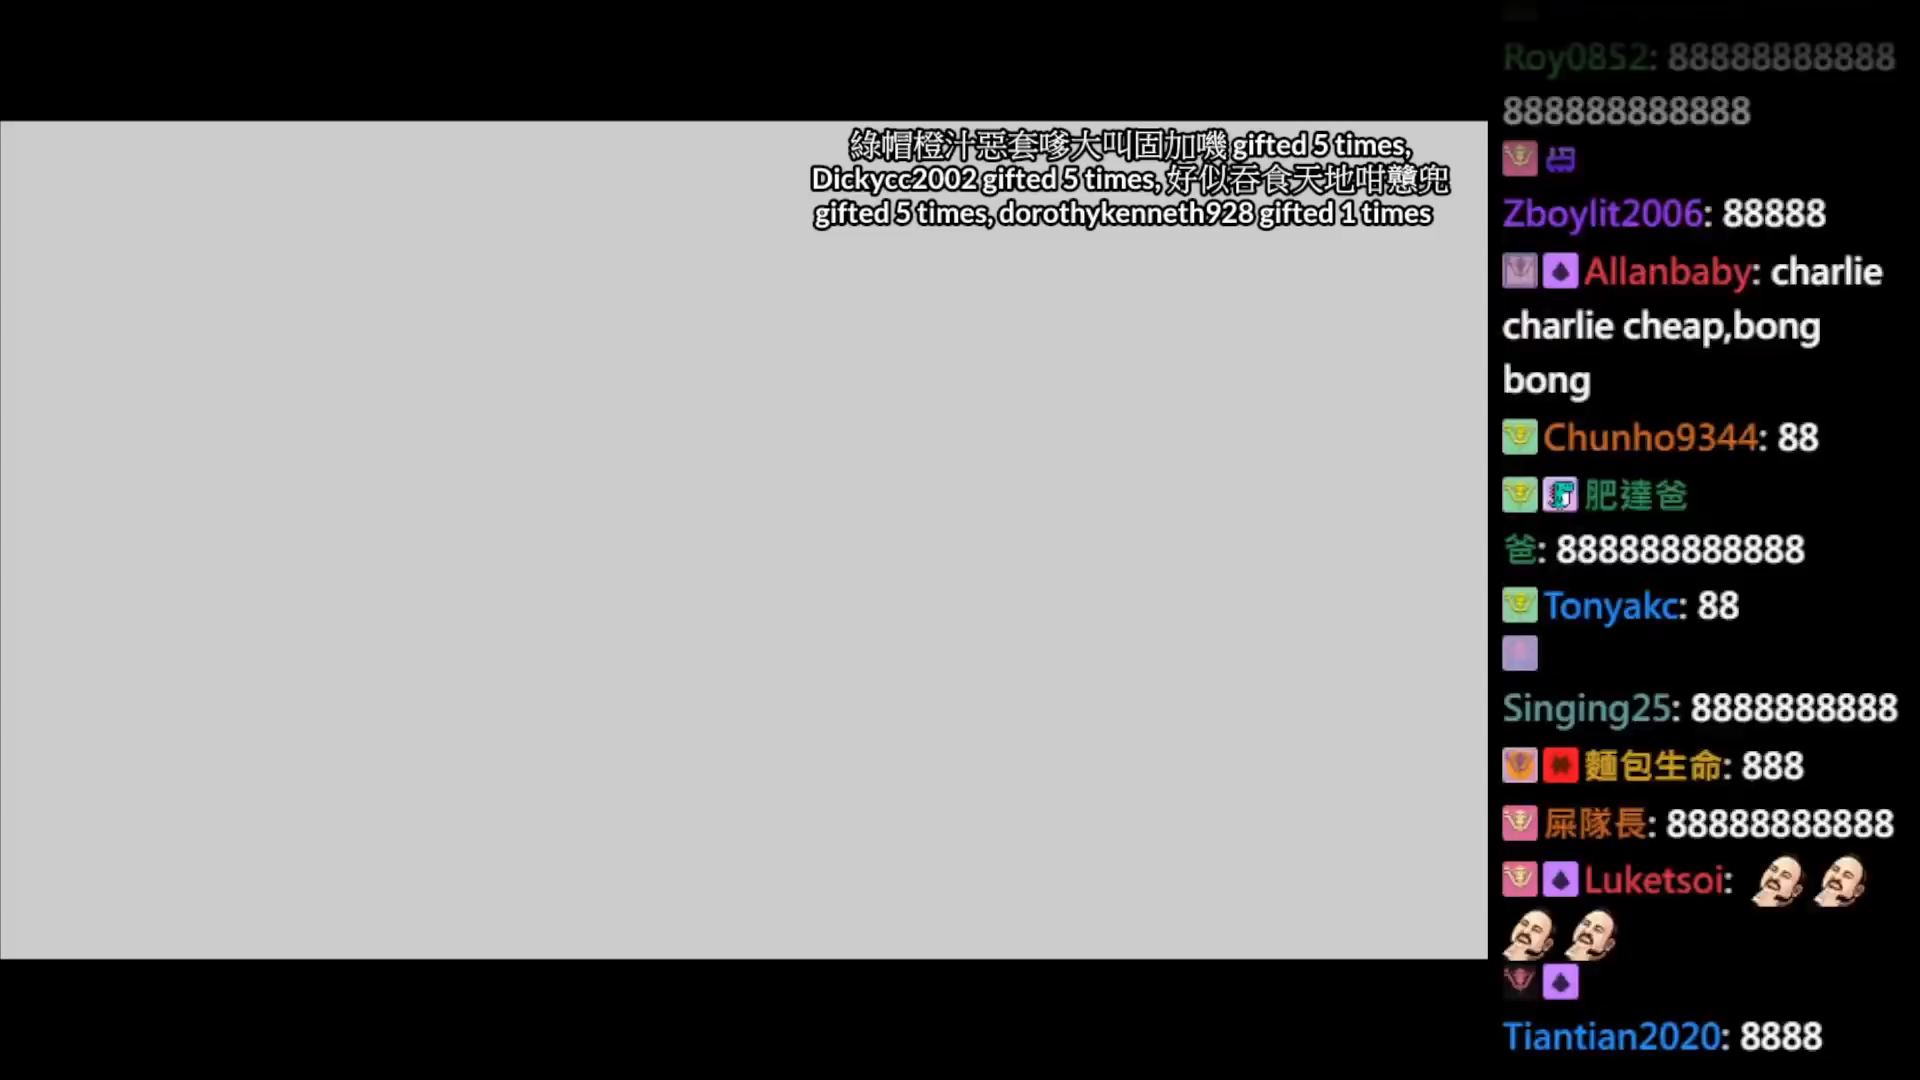 綠帽橙汁惡套嗲大叫固加嘰 gifted 5 times,
Dickycc2002 gifted 5 times, 好似吞食天地咁戇兜
gifted 5 times, dorothykenneth928 gifted 1 times
Roy0852: 88888888888
888888888888
Zboylit2006: 88888
Allanbaby: charlie
charlie cheap,bong
bong
Chunho9344: 88
肥達爸
爸: 888888888888
Tonyakc: 88
Singing25: 8888888888
麵包生命: 888
屎隊長: 88888888888
Luketsoi:
Tiantian2020: 8888